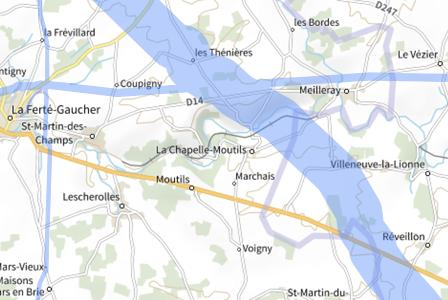 les Bordes
D247
la Frévillard
les Thénières
Le Vézier
Coupigny
Meilleray
D14
La Ferté-Gaucher
St-Martin-des-
Champs
La Chapelle-Moutils
Villeneuve-la-Lionne
Moutils
Marchais
Lescherolles
Réveillon
Voigny
Mars-Vieux-
Maisons
ars en Brie
St-Martin-du-